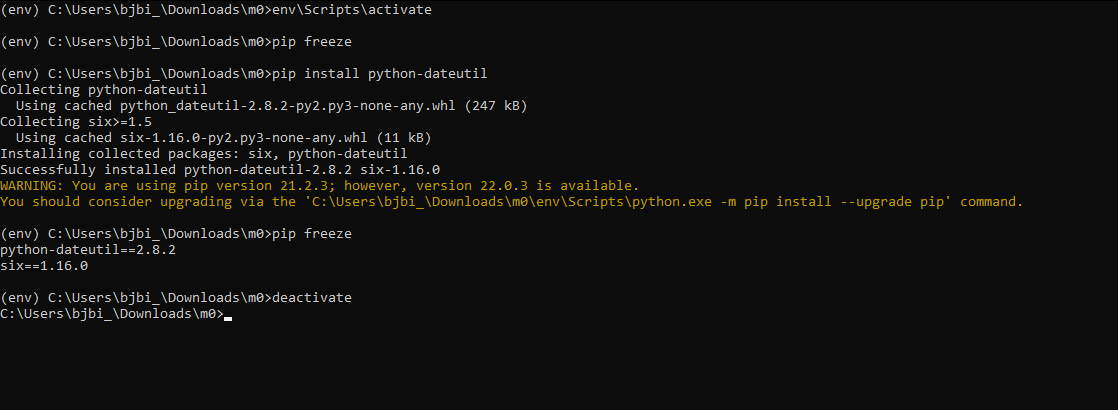 (env) C:\Users\bjbi_\Downloads\m0>env\Scripts\activate
(env) C:\Users\bjbi_\Downloads\m0>pip freeze
(env) C:\Users\bjbi_\Downloads\m0>pip install python-dateutil
Collecting python-dateutil
  Using cached python_dateutil-2.8.2-py2.py3-none-any.whl (247 kB)
Collecting six>=1.5
  Using cached six-1.16.0-py2.py3-none-any.whl (11 kB)
Installing collected packages: six, python-dateutil
Successfully installed python-dateutil-2.8.2 six-1.16.0
WARNING: You are using pip version 21.2.3; however, version 22.0.3 is available.
You should consider upgrading via the 'C:\Users\bjbi_\Downloads\m0\env\Scripts\python.exe -m pip install --upgrade pip' command.
(env) C:\Users\bjbi_\Downloads\m0>pip freeze
python-dateutil==2.8.2
six==1.16.0
(env) C:\Users\bjbi_\Downloads\m0>deactivate
C:\Users\bjbi_\Downloads\m0>